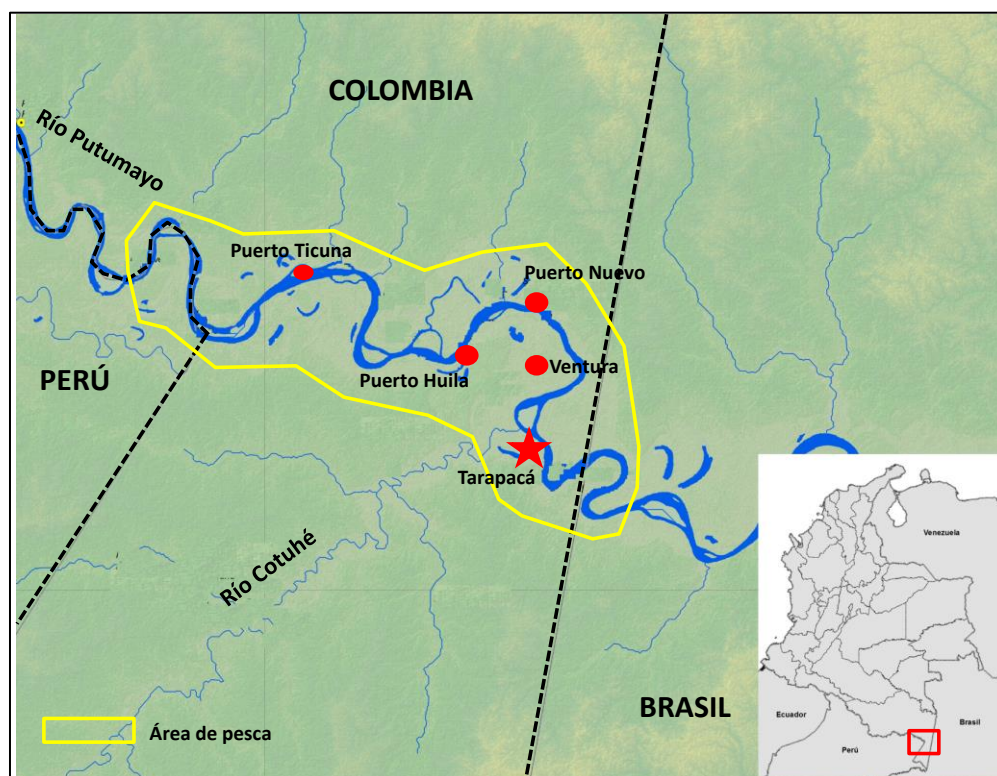 COLOMBIA
Río Putumayo
Puerto Ticuna
Puerto Nuevo
PERÚ
Puerto Huila
Ventura
Tarapacá
Río Cotuhé
BRASIL
Área de pesca
Venezuela
Ecuador
Brasil
Perú